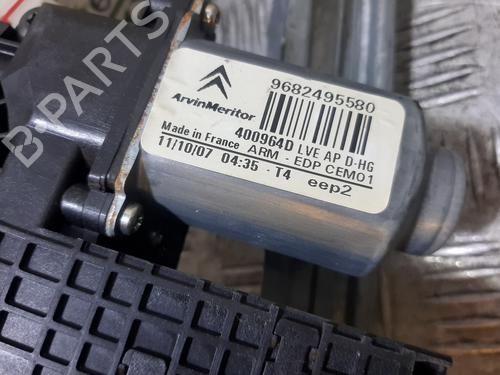 B-PARTS
9682495580
ArvinMeritor
400964D LVE AP D-HG
Made in France ARM - EDP CEM01
11/10/07 04:35 - T4 eep2